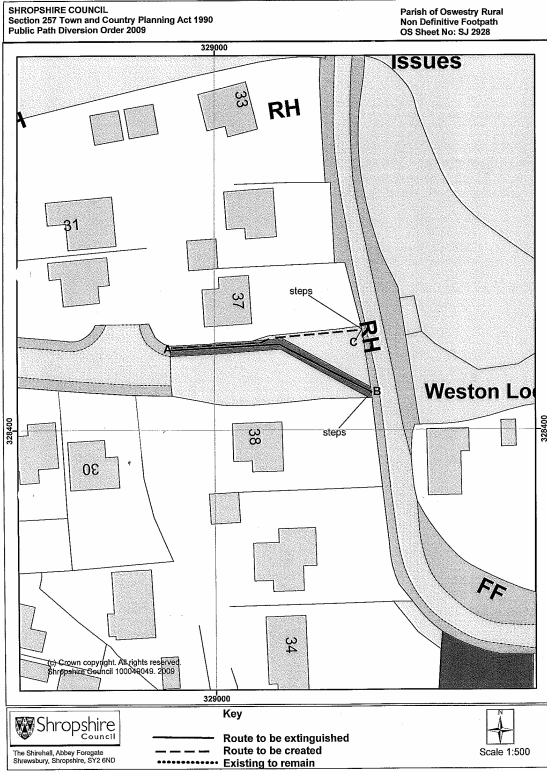 SHROPSHIRE COUNCIL
Section 257 Town and Country Planning Act 1990
Public Path Diversion Order 2009
Parish of Oswestry Rural
Non Definitive Footpath
OS Sheet No: SJ 2928
329000
Issues
33
RH
31
37
steps
A
C
RH
B
Weston Lo
328400
328400
steps
38
30
FF
34
(c) Crown copyright. All rights reserved.
Shropshire Council 100049049. 2009
329000
Key
Shropshire
Council
The Shirehall, Abbey Foregate
Shrewsbury, Shropshire, SY2 6ND
Route to be extinguished
Route to be created
Existing to remain
N
Scale 1:500